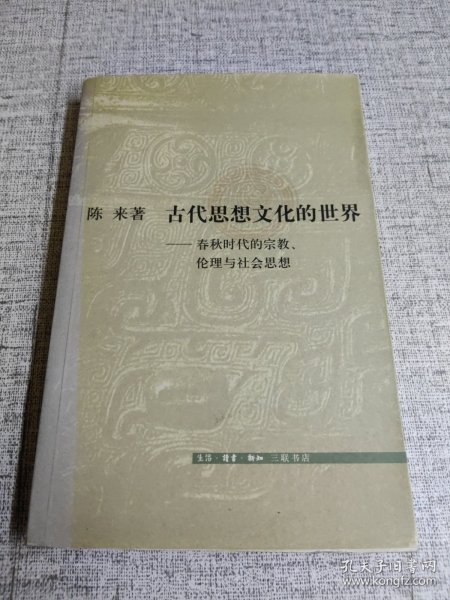 陈 来著 古代思想文化的世界
——春秋时代的宗教、
伦理与社会思想
生活·讀書·新知 三联书店
孔夫子旧书网
www.kongfz.com